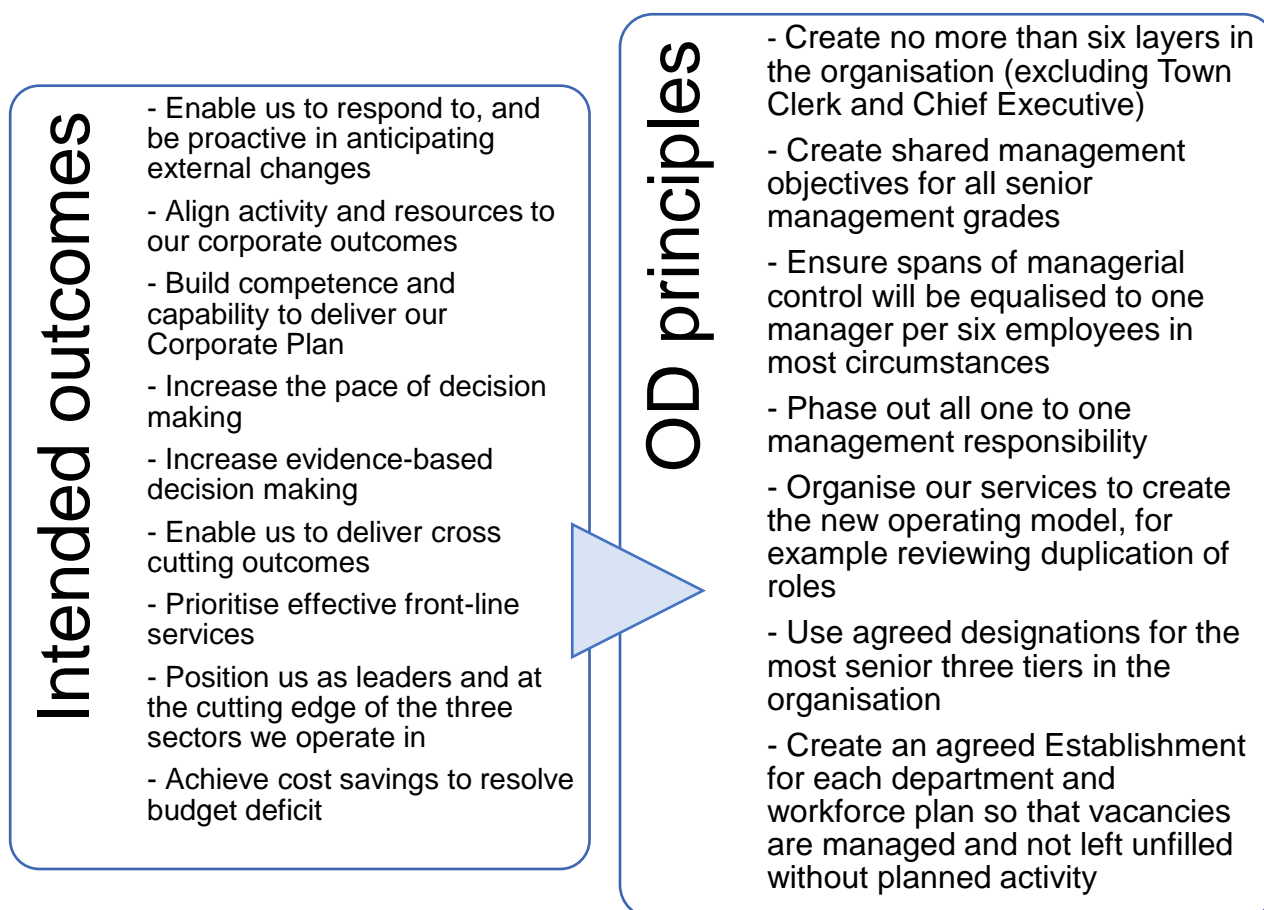 Intended outcomes
- Enable us to respond to, and
be proactive in anticipating
external changes
- Align activity and resources to
our corporate outcomes
- Build competence and
capability to deliver our
Corporate Plan
- Increase the pace of decision
making
- Increase evidence-based
decision making
- Enable us to deliver cross
cutting outcomes
- Prioritise effective front-line
services
- Position us as leaders and at
the cutting edge of the three
sectors we operate in
- Achieve cost savings to resolve
budget deficit
OD principles
- Create no more than six layers in
the organisation (excluding Town
Clerk and Chief Executive)
- Create shared management
objectives for all senior
management grades
- Ensure spans of managerial
control will be equalised to one
manager per six employees in
most circumstances
- Phase out all one to one
management responsibility
- Organise our services to create
the new operating model, for
example reviewing duplication of
roles
- Use agreed designations for the
most senior three tiers in the
organisation
- Create an agreed Establishment
for each department and
workforce plan so that vacancies
are managed and not left unfilled
without planned activity